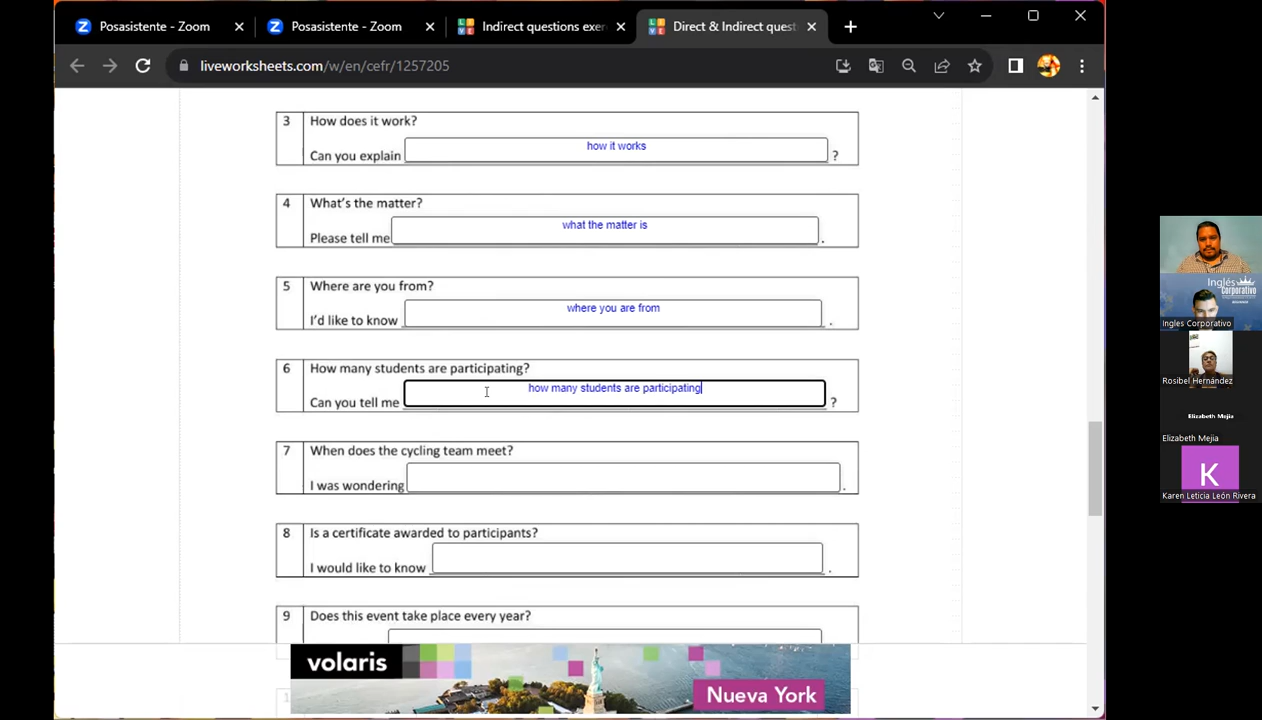 Posasistente - Zoom
Posasistente - Zoom
Indirect questions exer
Direct & Indirect quest
liveworksheets.com/w/en/cefr/1257205
3 How does it work?
Can you explain how it works ?
4 What's the matter?
Please tell me what the matter is .
5 Where are you from?
I'd like to know where you are from .
6 How many students are participating?
Can you tell me how many students are participating ?
7 When does the cycling team meet?
I was wondering .
8 Is a certificate awarded to participants?
I would like to know .
9 Does this event take place every year?
volaris
Nueva York
Inglés
Corporativo
Ingles Corporativo
Rosibel Hernández
Elizabeth Mejia
Elizabeth Mejia
K
Karen Leticia León Rivera